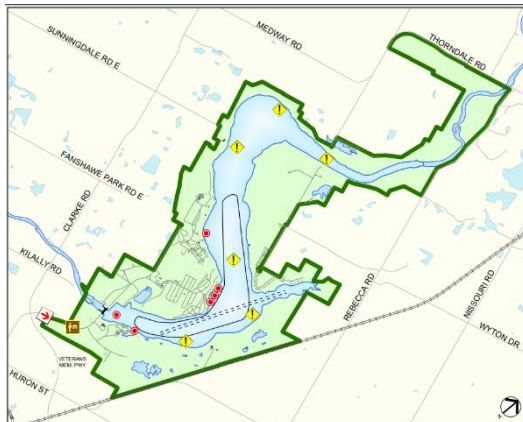 SUNNINGDALE RD E
MEDWAY RD
THORNDALE RD
FANSHAWE PARK RD E
CLARKE RD
KILALLY RD
REBECCA RD
NISSOURI RD
WYTON DR
VETERANS
MEM. PWY
HURON ST